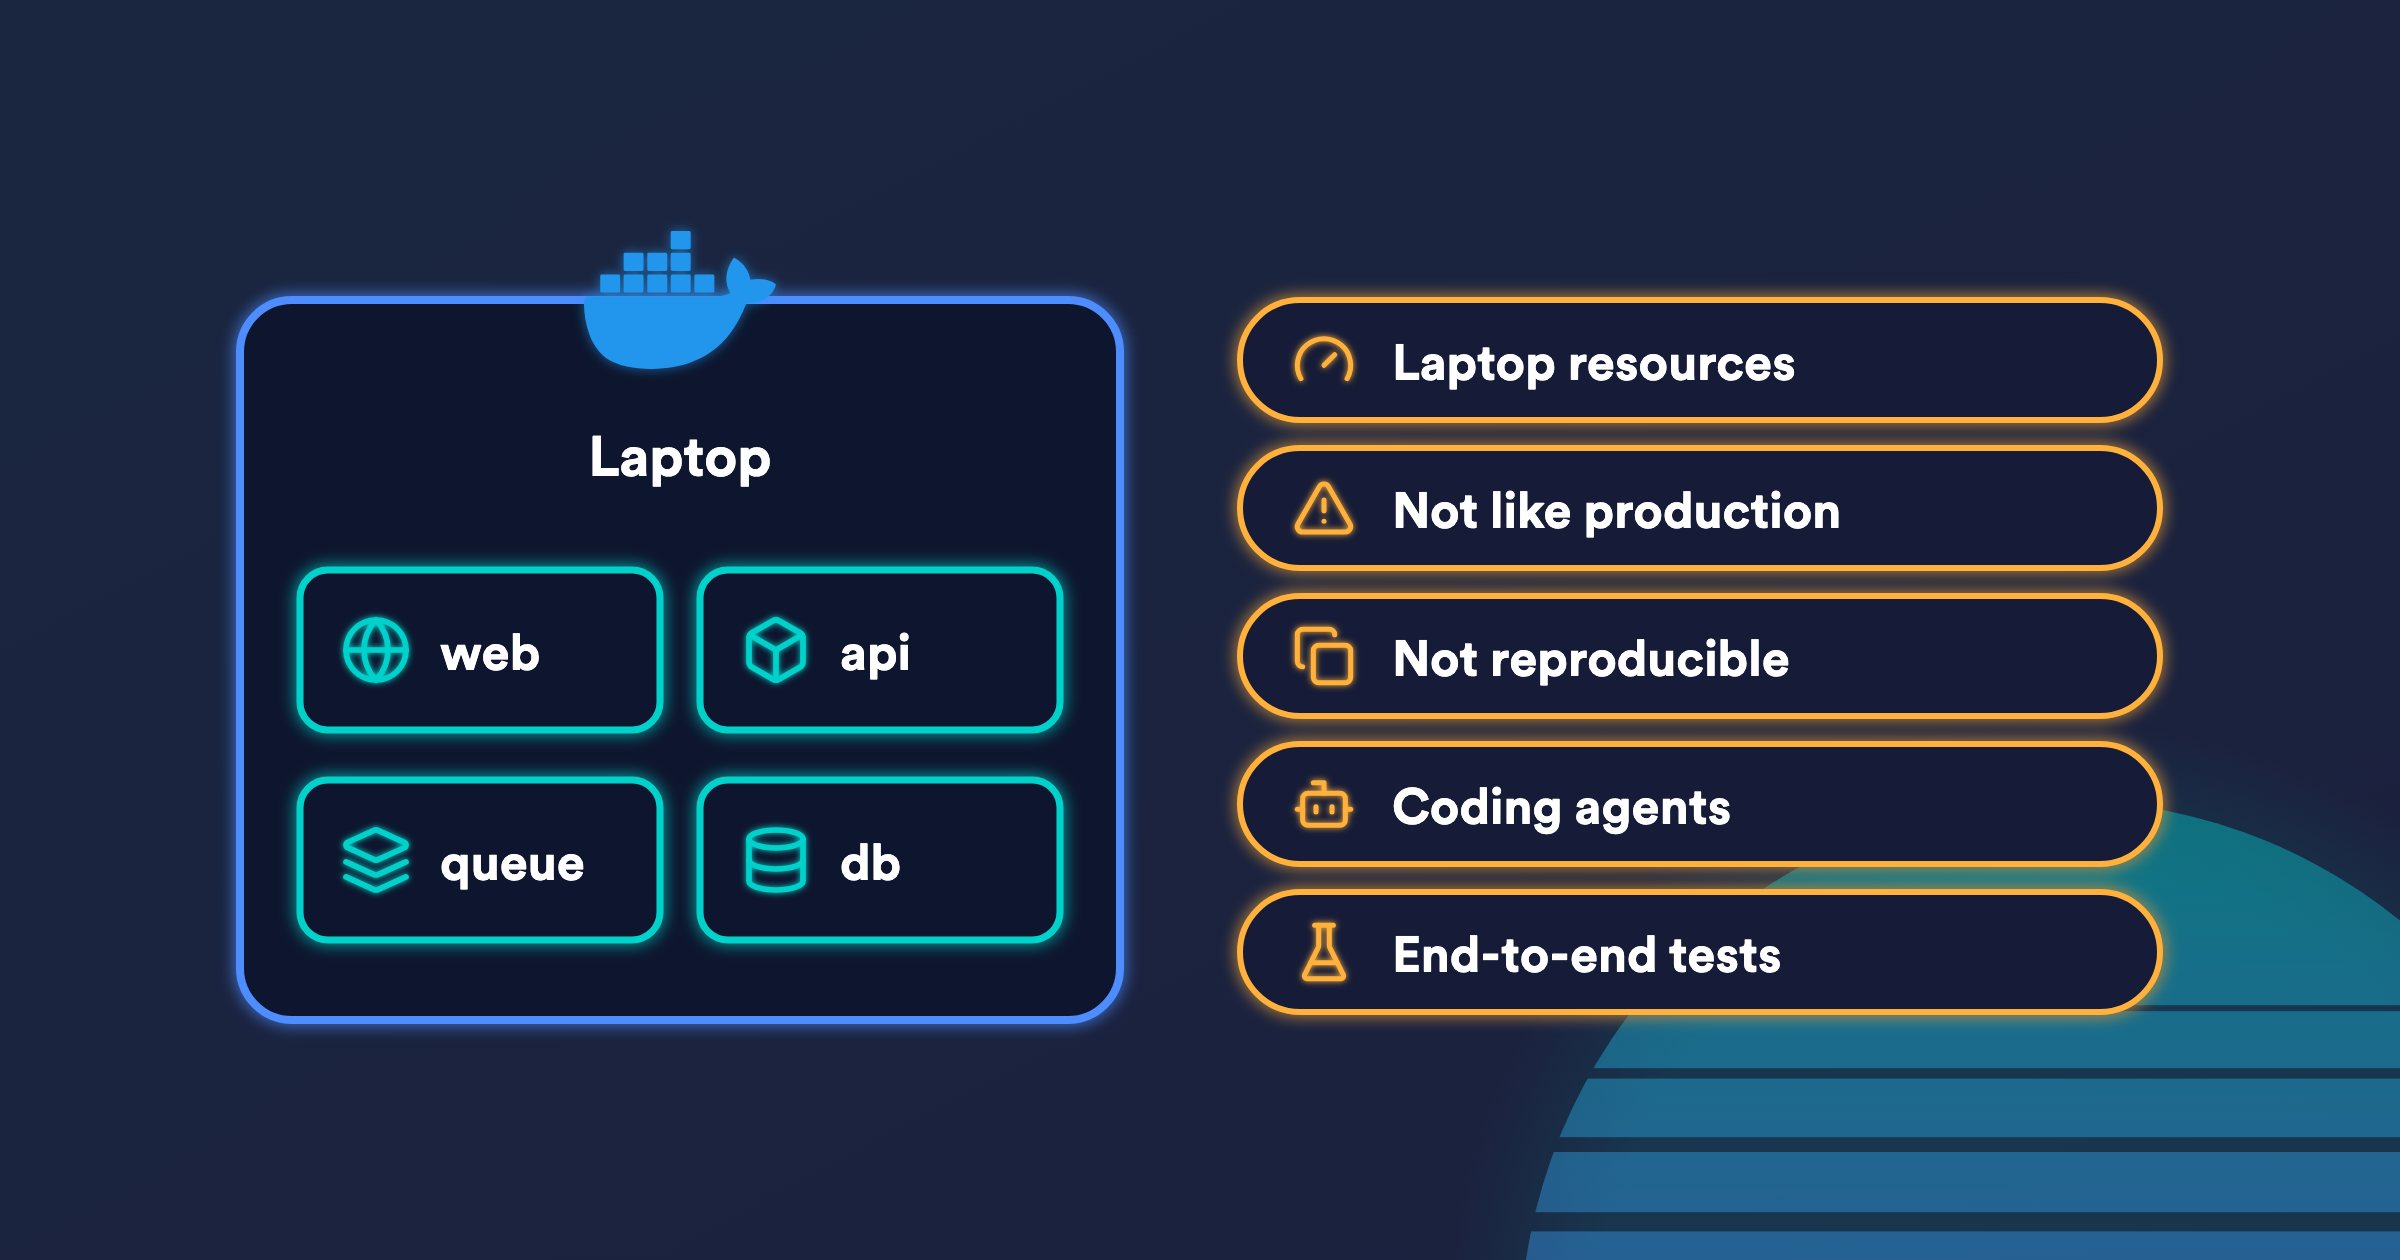 Laptop
web
api
queue
db
Laptop resources
Not like production
Not reproducible
Coding agents
End-to-end tests